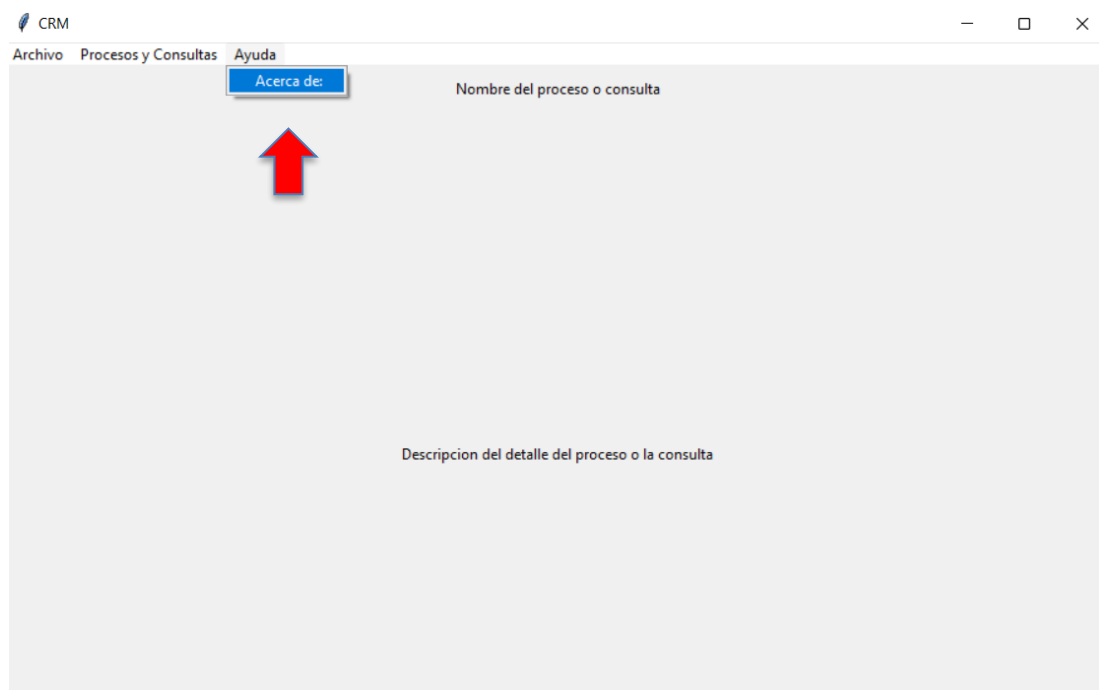 CRM
Archivo Procesos y Consultas Ayuda
Acerca de:
Nombre del proceso o consulta
Descripcion del detalle del proceso o la consulta